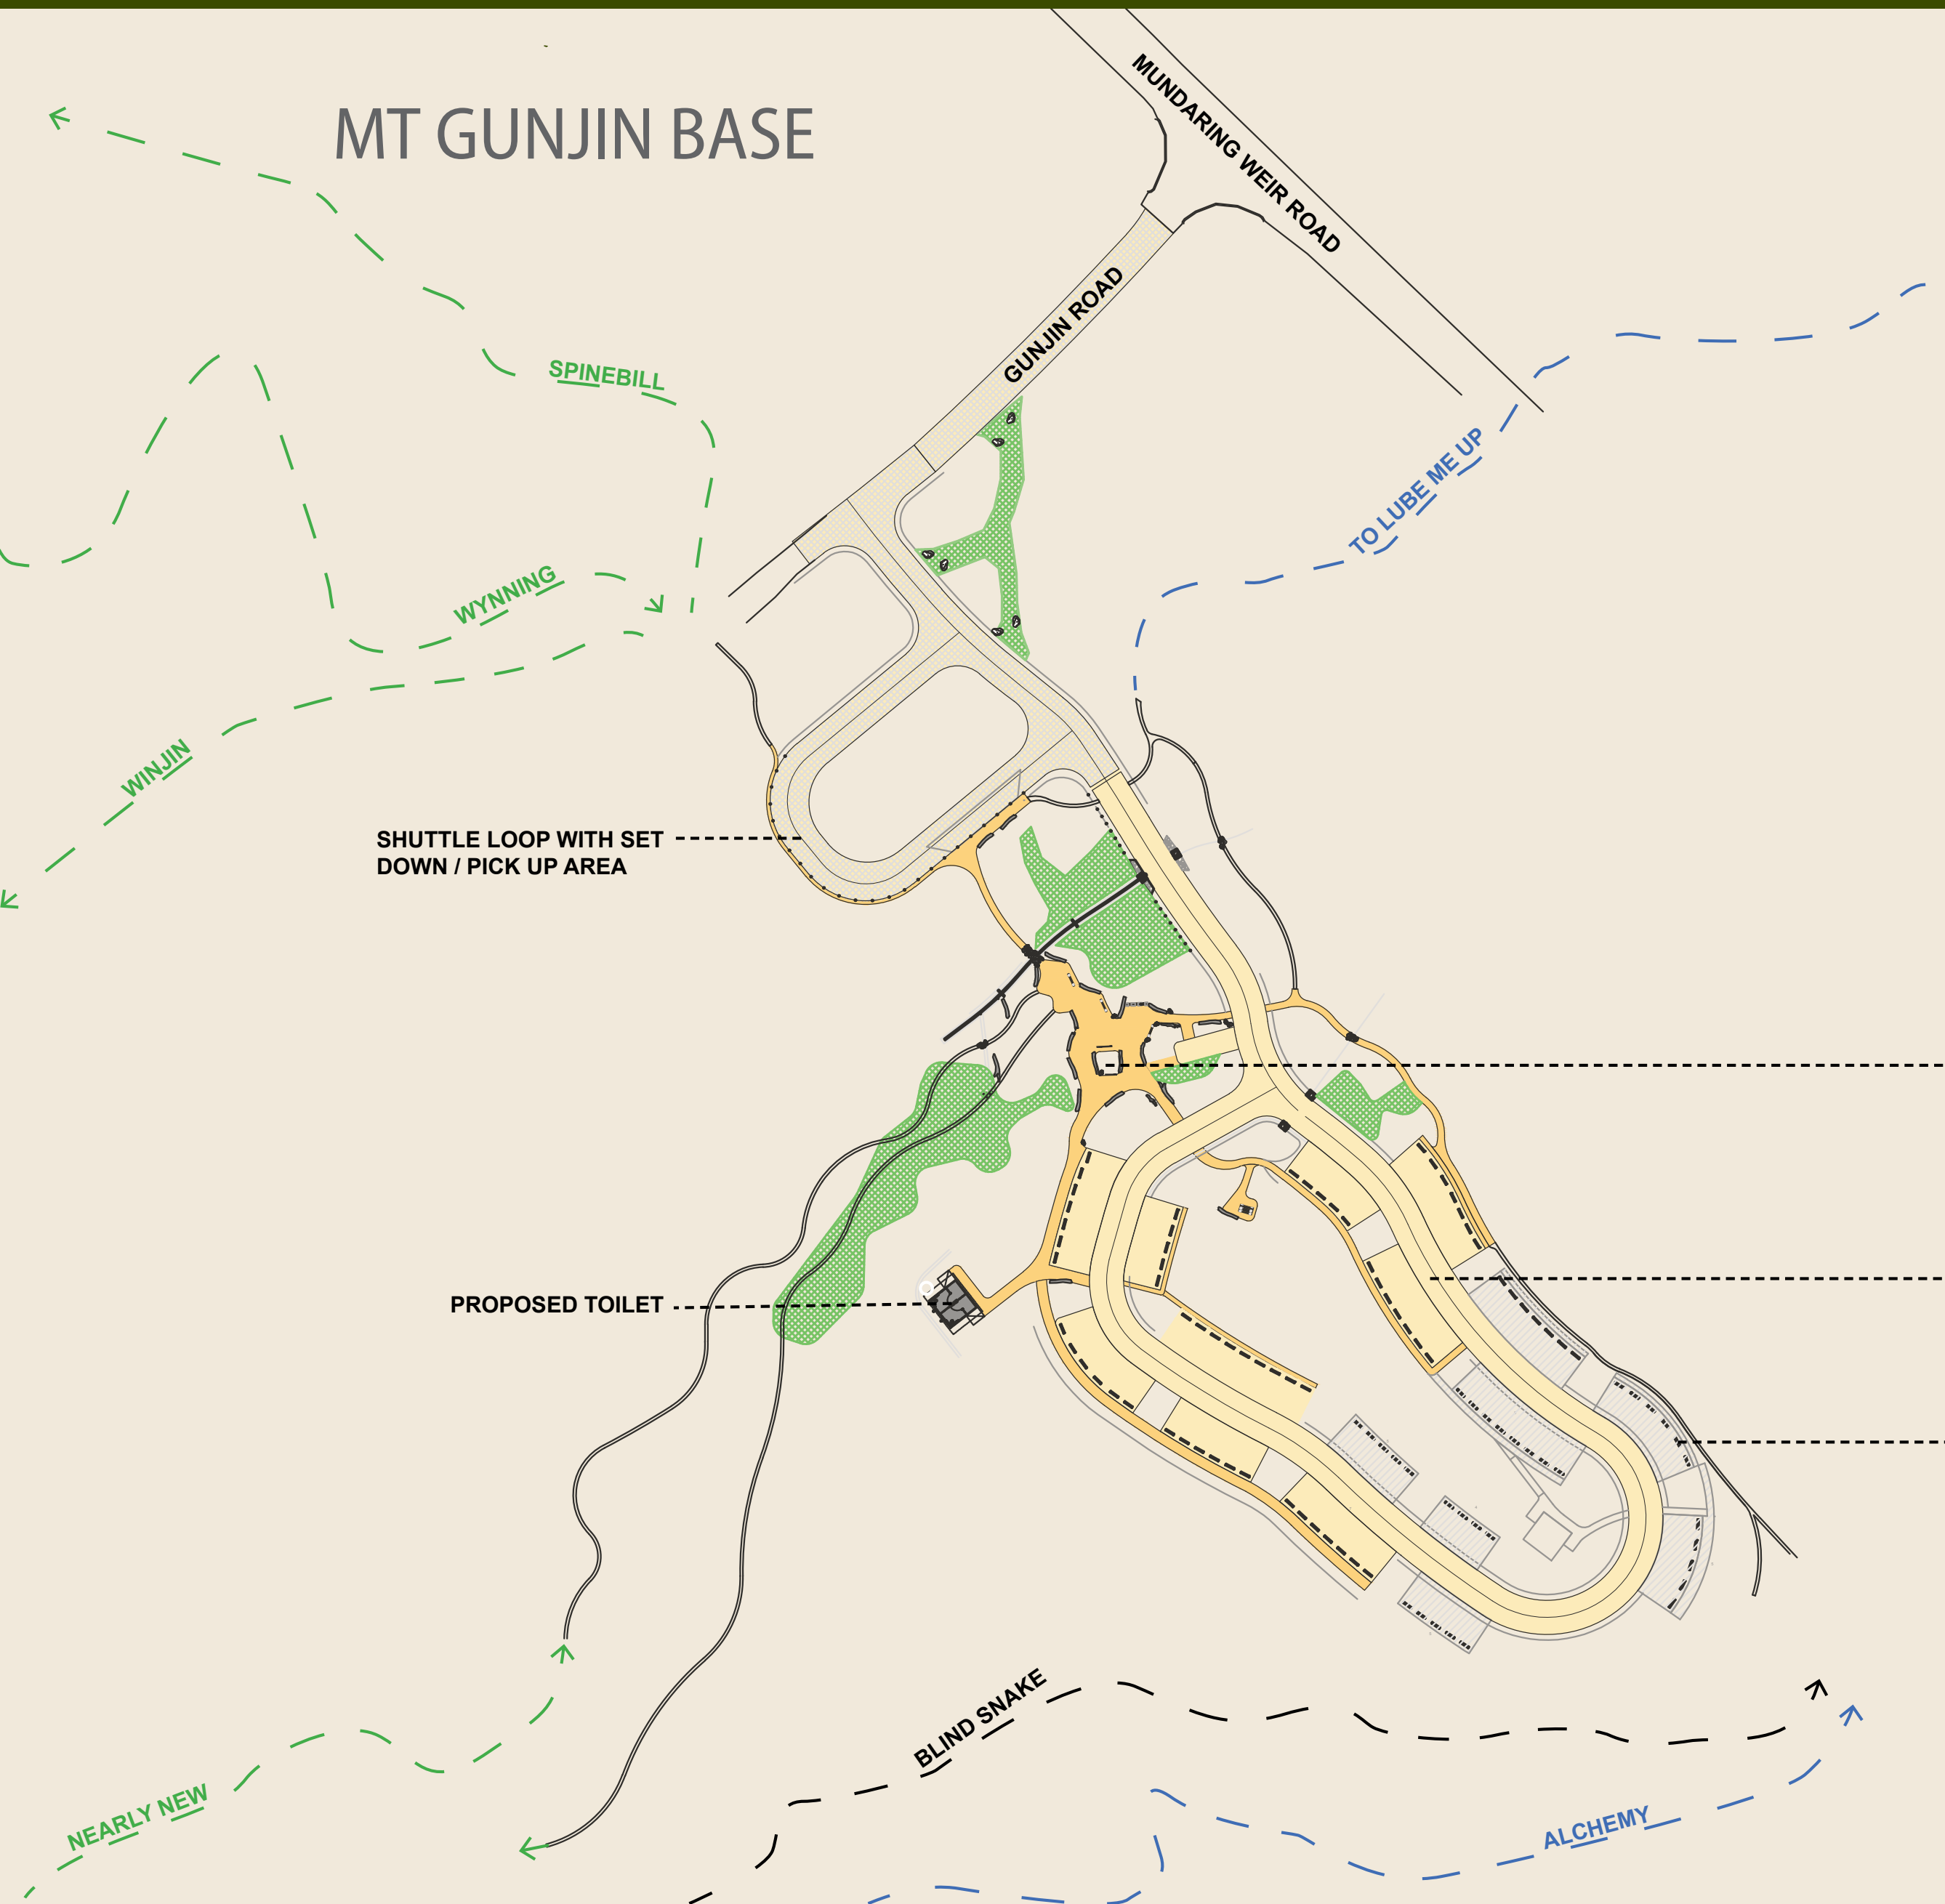 MT GUNJIN BASE
MUNDARING WEIR ROAD
GUNJIN ROAD
SPINEBILL
TO LUBE ME UP
WYNNING
WINJIN
SHUTTLE LOOP WITH SET
DOWN / PICK UP AREA
PROPOSED TOILET
BLIND SNAKE
NEARLY NEW
ALCHEMY